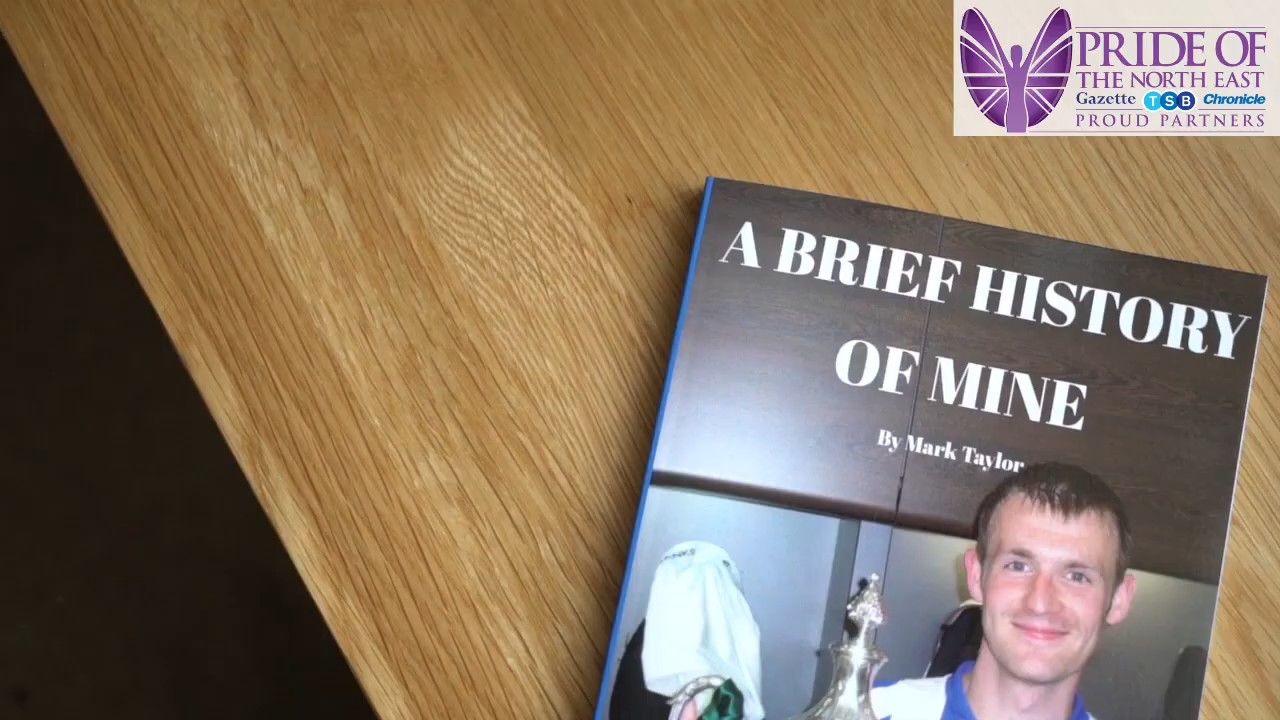 PRIDE OF
THE NORTH EAST
Gazette TSB Chronicle
PROUD PARTNERS
A BRIEF HISTORY
OF MINE
By Mark Taylor